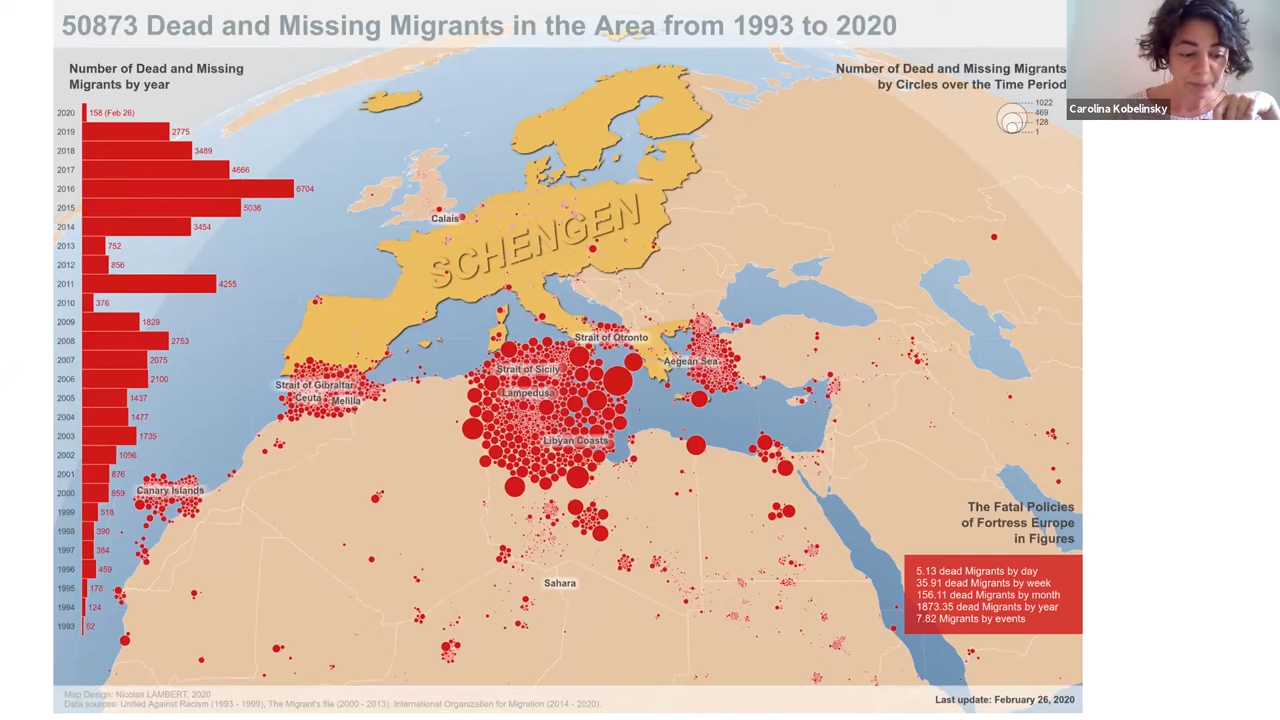 50873 Dead and Missing Migrants in the Area from 1993 to 2020
Carolina Kobelinsky
Number of Dead and Missing
Migrants by year
Number of Dead and Missing Migrants
by Circles over the Time Period
1022
469
128
1
2020 158 (Feb 26)
2019 2775
2018 3489
2017 4666
2016 6704
2015 5036
2014 3454
2013 752
2012 856
2011 4255
2010 376
2009 1829
2008 2753
2007 2075
2006 2100
2005 1437
2004 1477
2003 1735
2002 1096
2001 876
2000 859
1999 518
1998 390
1997 384
1996 459
1995 178
1994 124
1993 82
Calais
SCHENGEN
Strait of Otronto
Aegean Sea
Strait of Sicily
Strait of Gibraltar
Lampedusa
Ceuta
Melilla
Libyan Coasts
Canary Islands
Sahara
The Fatal Policies
of Fortress Europe
in Figures
5.13 dead Migrants by day
35.91 dead Migrants by week
156.11 dead Migrants by month
1873.35 dead Migrants by year
7.82 Migrants by events
Map Design: Nicolas LAMBERT, 2020
Data sources: United Against Racism (1993 - 1999), The Migrant's file (2000 - 2013), International Organization for Migration (2014 - 2020).
Last update: February 26, 2020